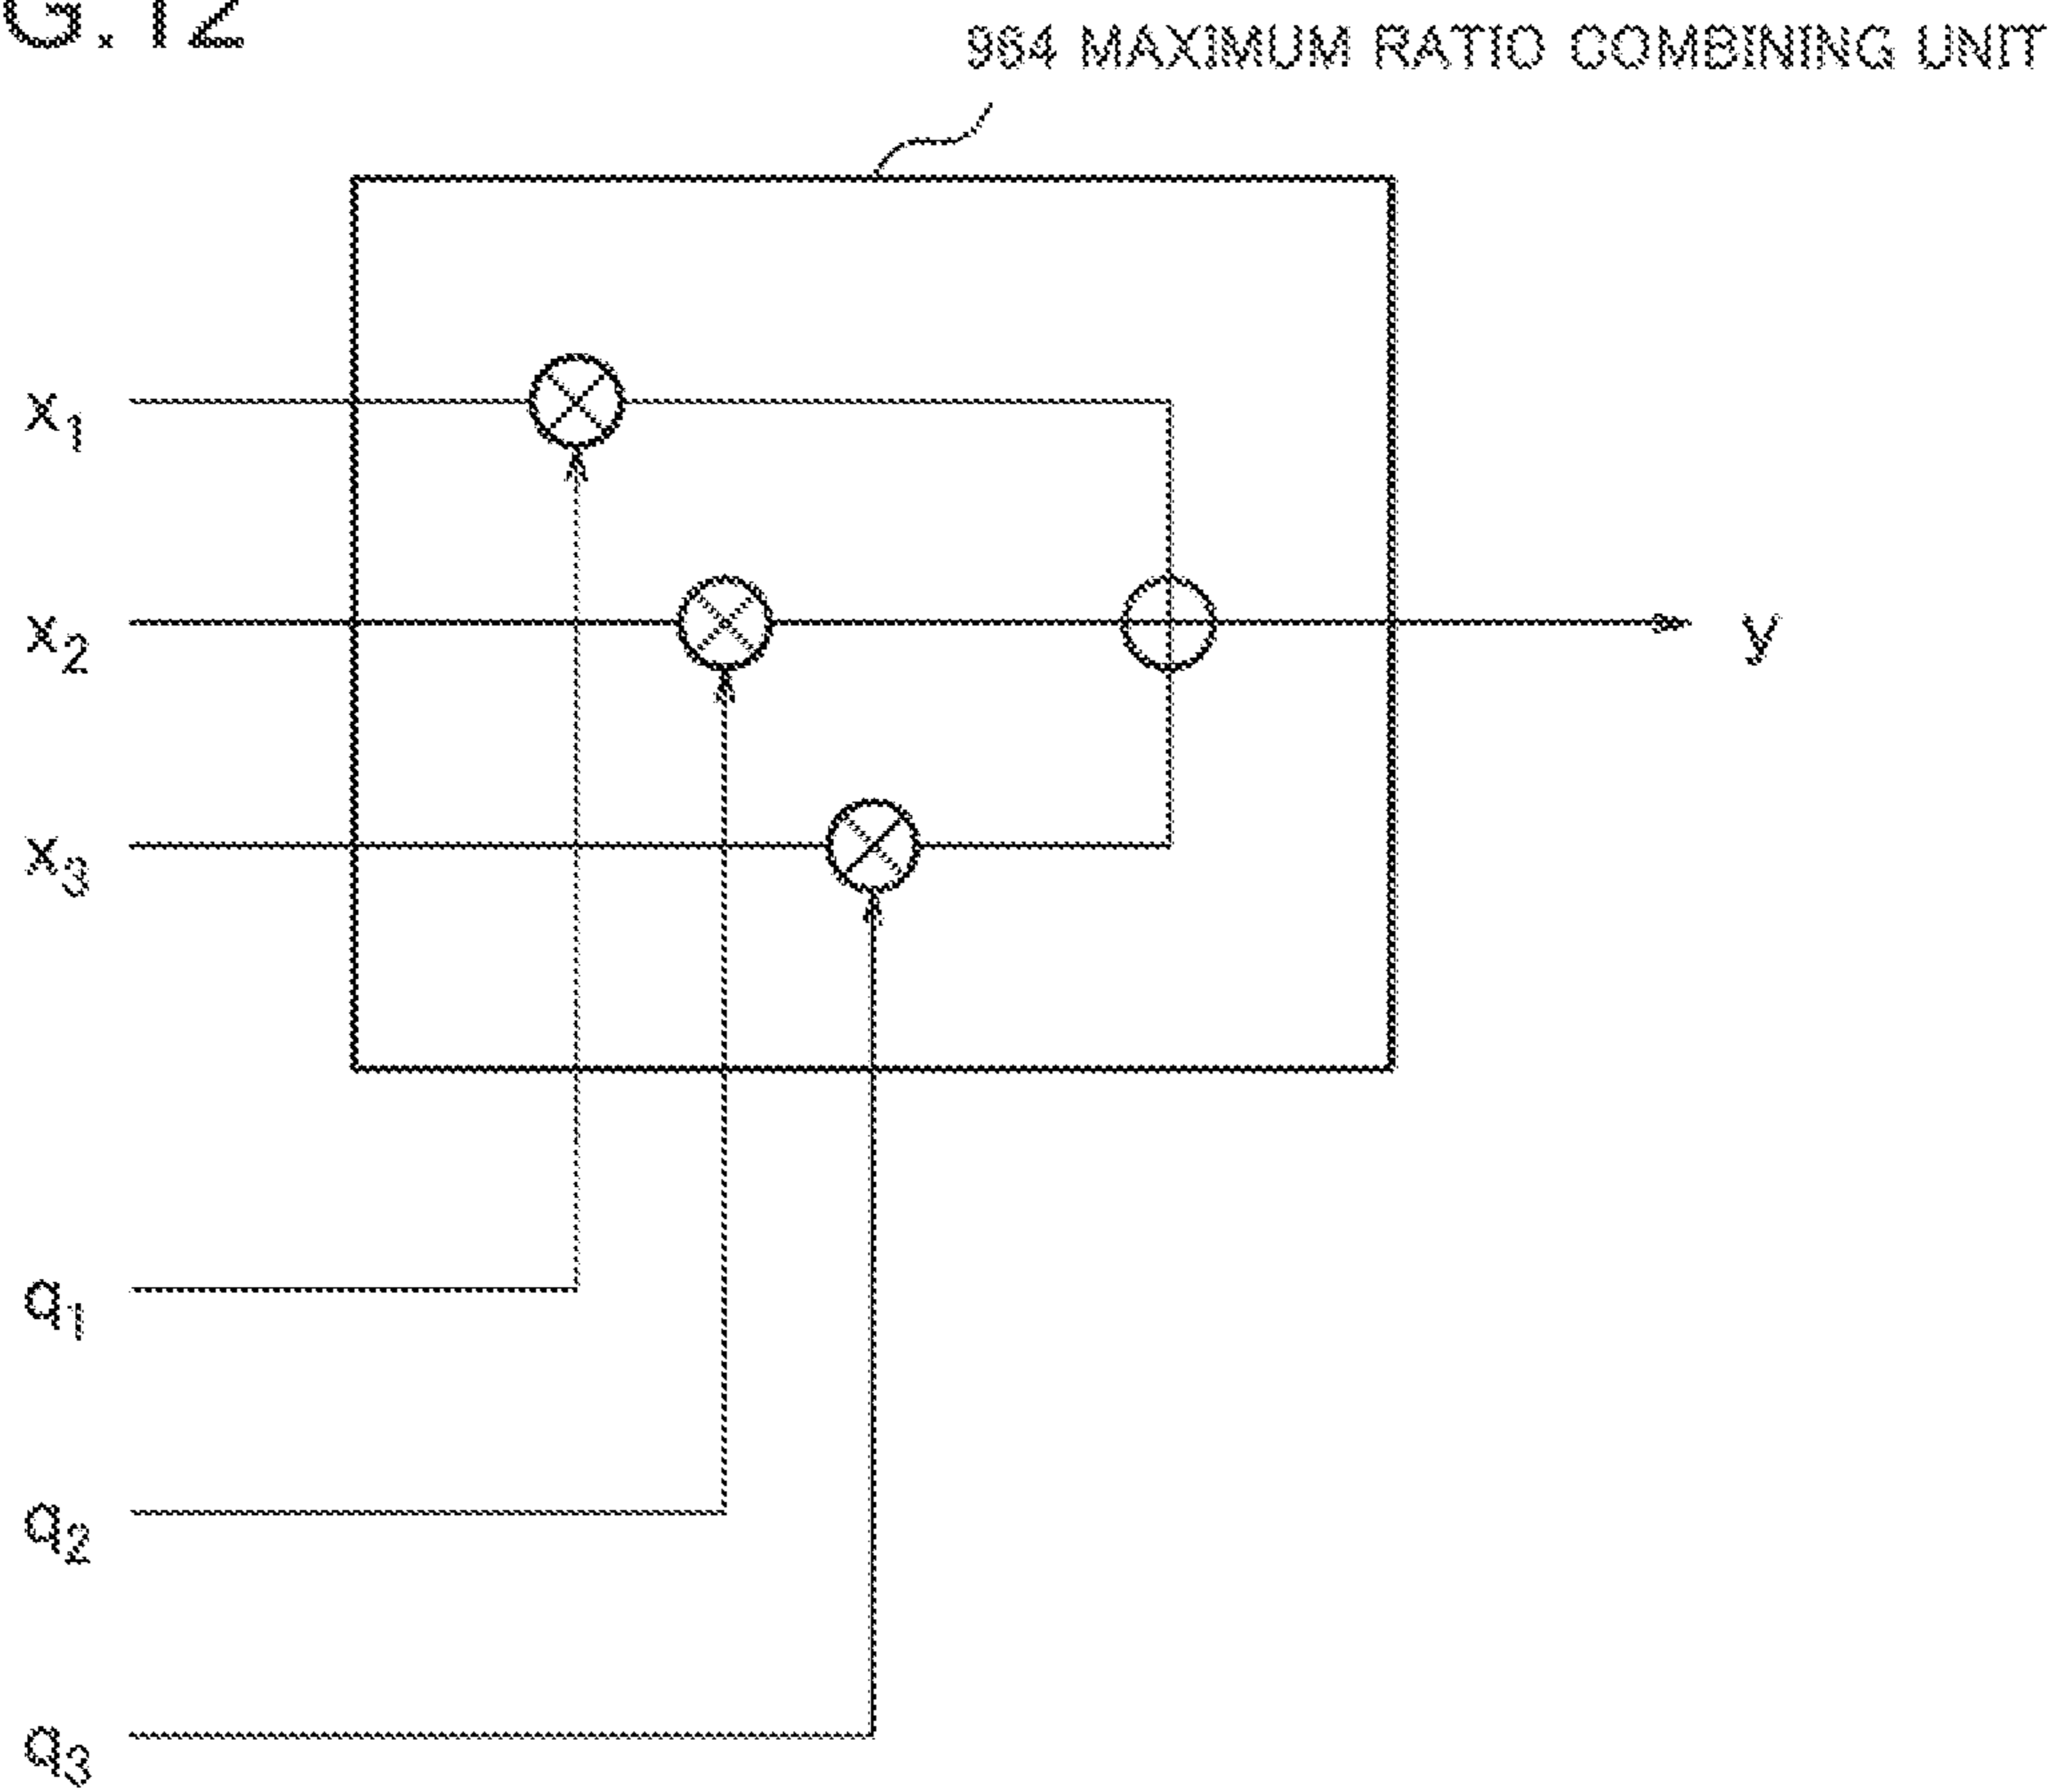 G.12
964 MAXIMUM RATIO COMBINING UNIT
x1
x2
y
x3
q1
q2
q3